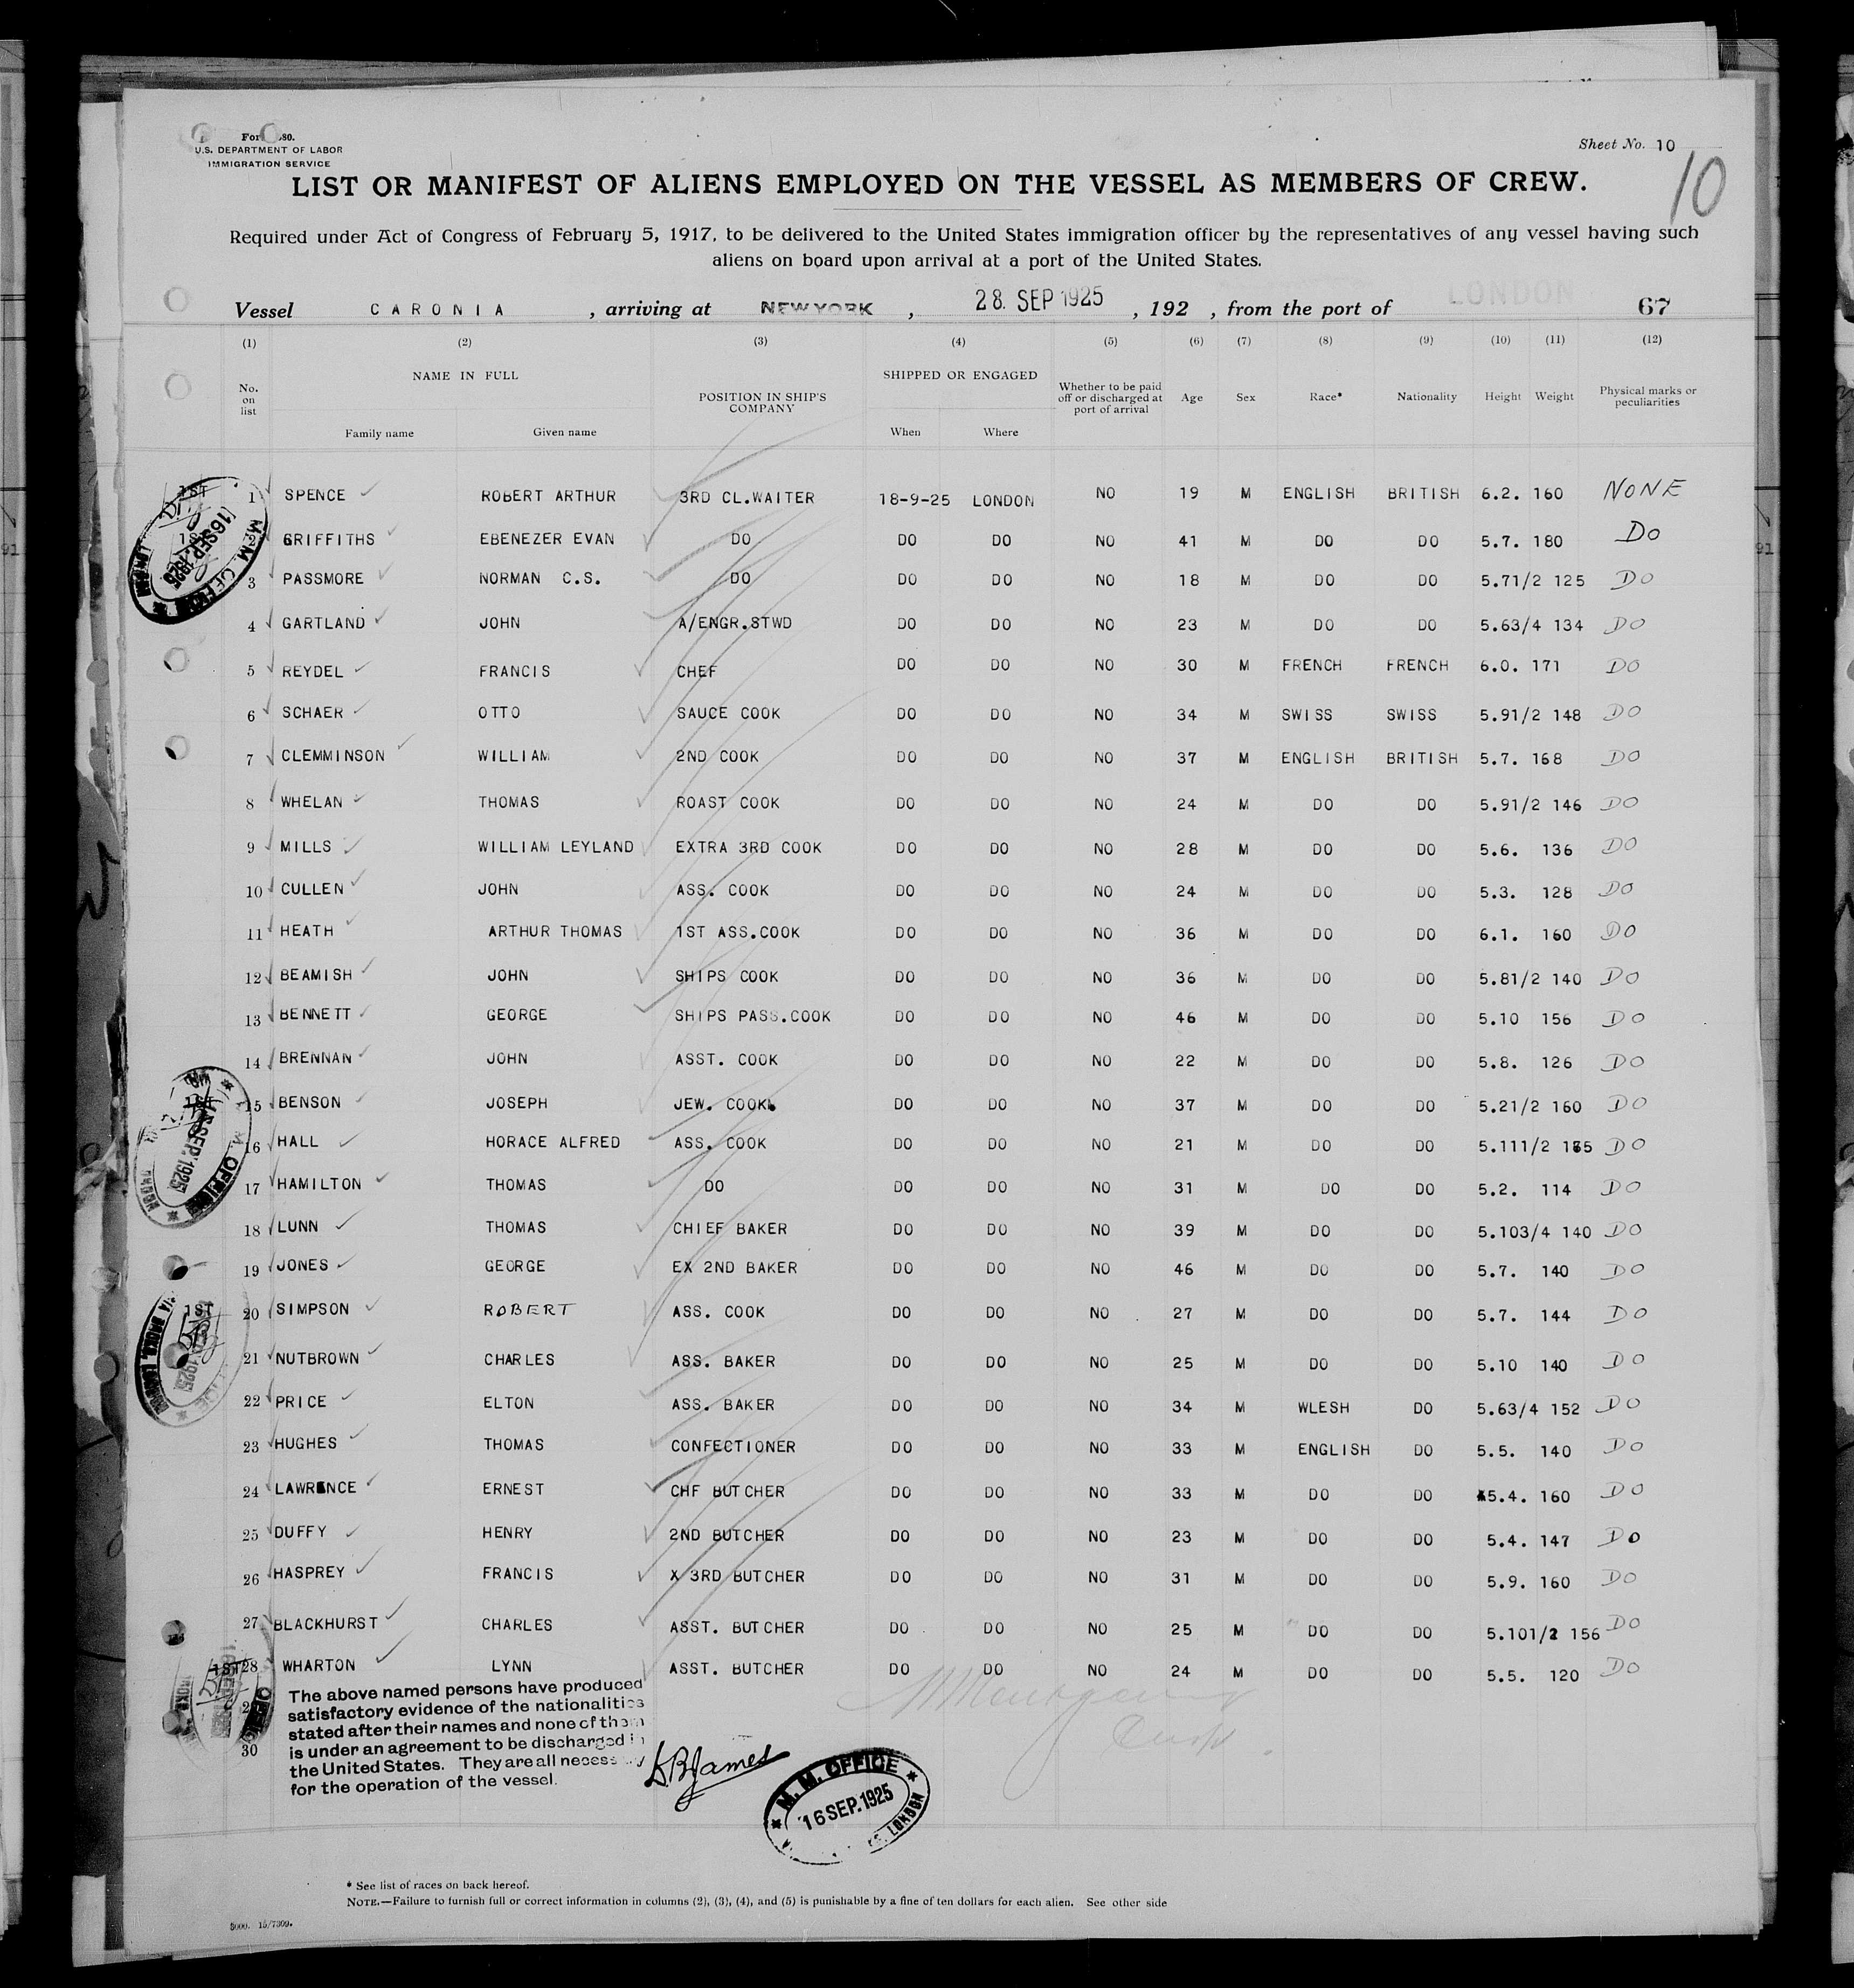 Sheet No. 10
10
U.S. DEPARTMENT OF LABOR
IMMIGRATION SERVICE
LIST OR MANIFEST OF ALIENS EMPLOYED ON THE VESSEL AS MEMBERS OF CREW.
Required under Act of Congress of February 5, 1917, to be delivered to the United States immigration officer by the representatives of any vessel having such
aliens on board upon arrival at a port of the United States.
Vessel CARONIA , arriving at NEW YORK , 28. SEP 1925 , 192 , from the port of LONDON 67
(1) (2) (3) (4) (5) (6) (7) (8) (9) (10) (11) (12)
No. on list NAME IN FULL Family name Given name POSITION IN SHIP'S COMPANY SHIPPED OR ENGAGED When Where Whether to be paid off or discharged at port of arrival Age Sex Race* Nationality Height Weight Physical marks or peculiarities
1 SPENCE ROBERT ARTHUR 3RD CL.WAITER 18-9-25 LONDON NO 19 M ENGLISH BRITISH 6.2. 160 NONE
GRIFFITHS EBENEZER EVAN DO DO DO NO 41 M DO DO 5.7. 180 DO
3 PASSMORE NORMAN C.S. DO DO DO NO 18 M DO DO 5.71/2 125 DO
4 GARTLAND JOHN A/ENGR.STWD DO DO NO 23 M DO DO 5.63/4 134 DO
5 REYDEL FRANCIS CHEF DO DO NO 30 M FRENCH FRENCH 6.0. 171 DO
6 SCHAER OTTO SAUCE COOK DO DO NO 34 M SWISS SWISS 5.91/2 148 DO
7 CLEMMINSON WILLIAM 2ND COOK DO DO NO 37 M ENGLISH BRITISH 5.7. 168 DO
8 WHELAN THOMAS ROAST COOK DO DO NO 24 M DO DO 5.91/2 146 DO
9 MILLS WILLIAM LEYLAND EXTRA 3RD COOK DO DO NO 28 M DO DO 5.6. 136 DO
10 CULLEN JOHN ASS. COOK DO DO NO 24 M DO DO 5.3. 128 DO
11 HEATH ARTHUR THOMAS 1ST ASS.COOK DO DO NO 36 M DO DO 6.1. 160 DO
12 BEAMISH JOHN SHIPS COOK DO DO NO 36 M DO DO 5.81/2 140 DO
13 BENNETT GEORGE SHIPS PASS.COOK DO DO NO 46 M DO DO 5.10 156 DO
14 BRENNAN JOHN ASST. COOK DO DO NO 22 M DO DO 5.8. 126 DO
15 BENSON JOSEPH JEW. COOK DO DO NO 37 M DO DO 5.21/2 160 DO
16 HALL HORACE ALFRED ASS. COOK DO DO NO 21 M DO DO 5.111/2 DO
17 HAMILTON THOMAS DO DO DO NO 31 M DO DO 5.2. 114 DO
18 LUNN THOMAS CHIEF BAKER DO DO NO 39 M DO DO 5.103/4 140 DO
19 JONES GEORGE EX 2ND BAKER DO DO NO 46 M DO DO 5.7. 140 DO
20 SIMPSON ROBERT ASS. COOK DO DO NO 27 M DO DO 5.7. 144 DO
21 NUTBROWN CHARLES ASS. BAKER DO DO NO 25 M DO DO 5.10 140 DO
22 PRICE ELTON ASS. BAKER DO DO NO 34 M WLESH DO 5.63/4 152 DO
23 HUGHES THOMAS CONFECTIONER DO DO NO 33 M ENGLISH DO 5.5. 140 DO
24 LAWRENCE ERNEST CHF BUTCHER DO DO NO 33 M DO DO 5.4. 160 DO
25 DUFFY HENRY 2ND BUTCHER DO DO NO 23 M DO DO 5.4. 147 DO
26 HASPREY FRANCIS X 3RD BUTCHER DO DO NO 31 M DO DO 5.9. 160 DO
27 BLACKHURST CHARLES ASST. BUTCHER DO DO NO 25 M DO DO 5.101/2 156 DO
28 WHARTON LYNN ASST. BUTCHER DO DO NO 24 M DO DO 5.5. 120 DO
The above named persons have produced
satisfactory evidence of the nationalities
stated after their names and none of them
is under an agreement to be discharged in
the United States. They are all necessary
for the operation of the vessel.
30
James
M. M. OFFICE
16 SEP. 1925
LONDON
* See list of races on back hereof.
NOTE.—Failure to furnish full or correct information in columns (2), (3), (4), and (5) is punishable by a fine of ten dollars for each alien. See other side
5000. 15/7309.